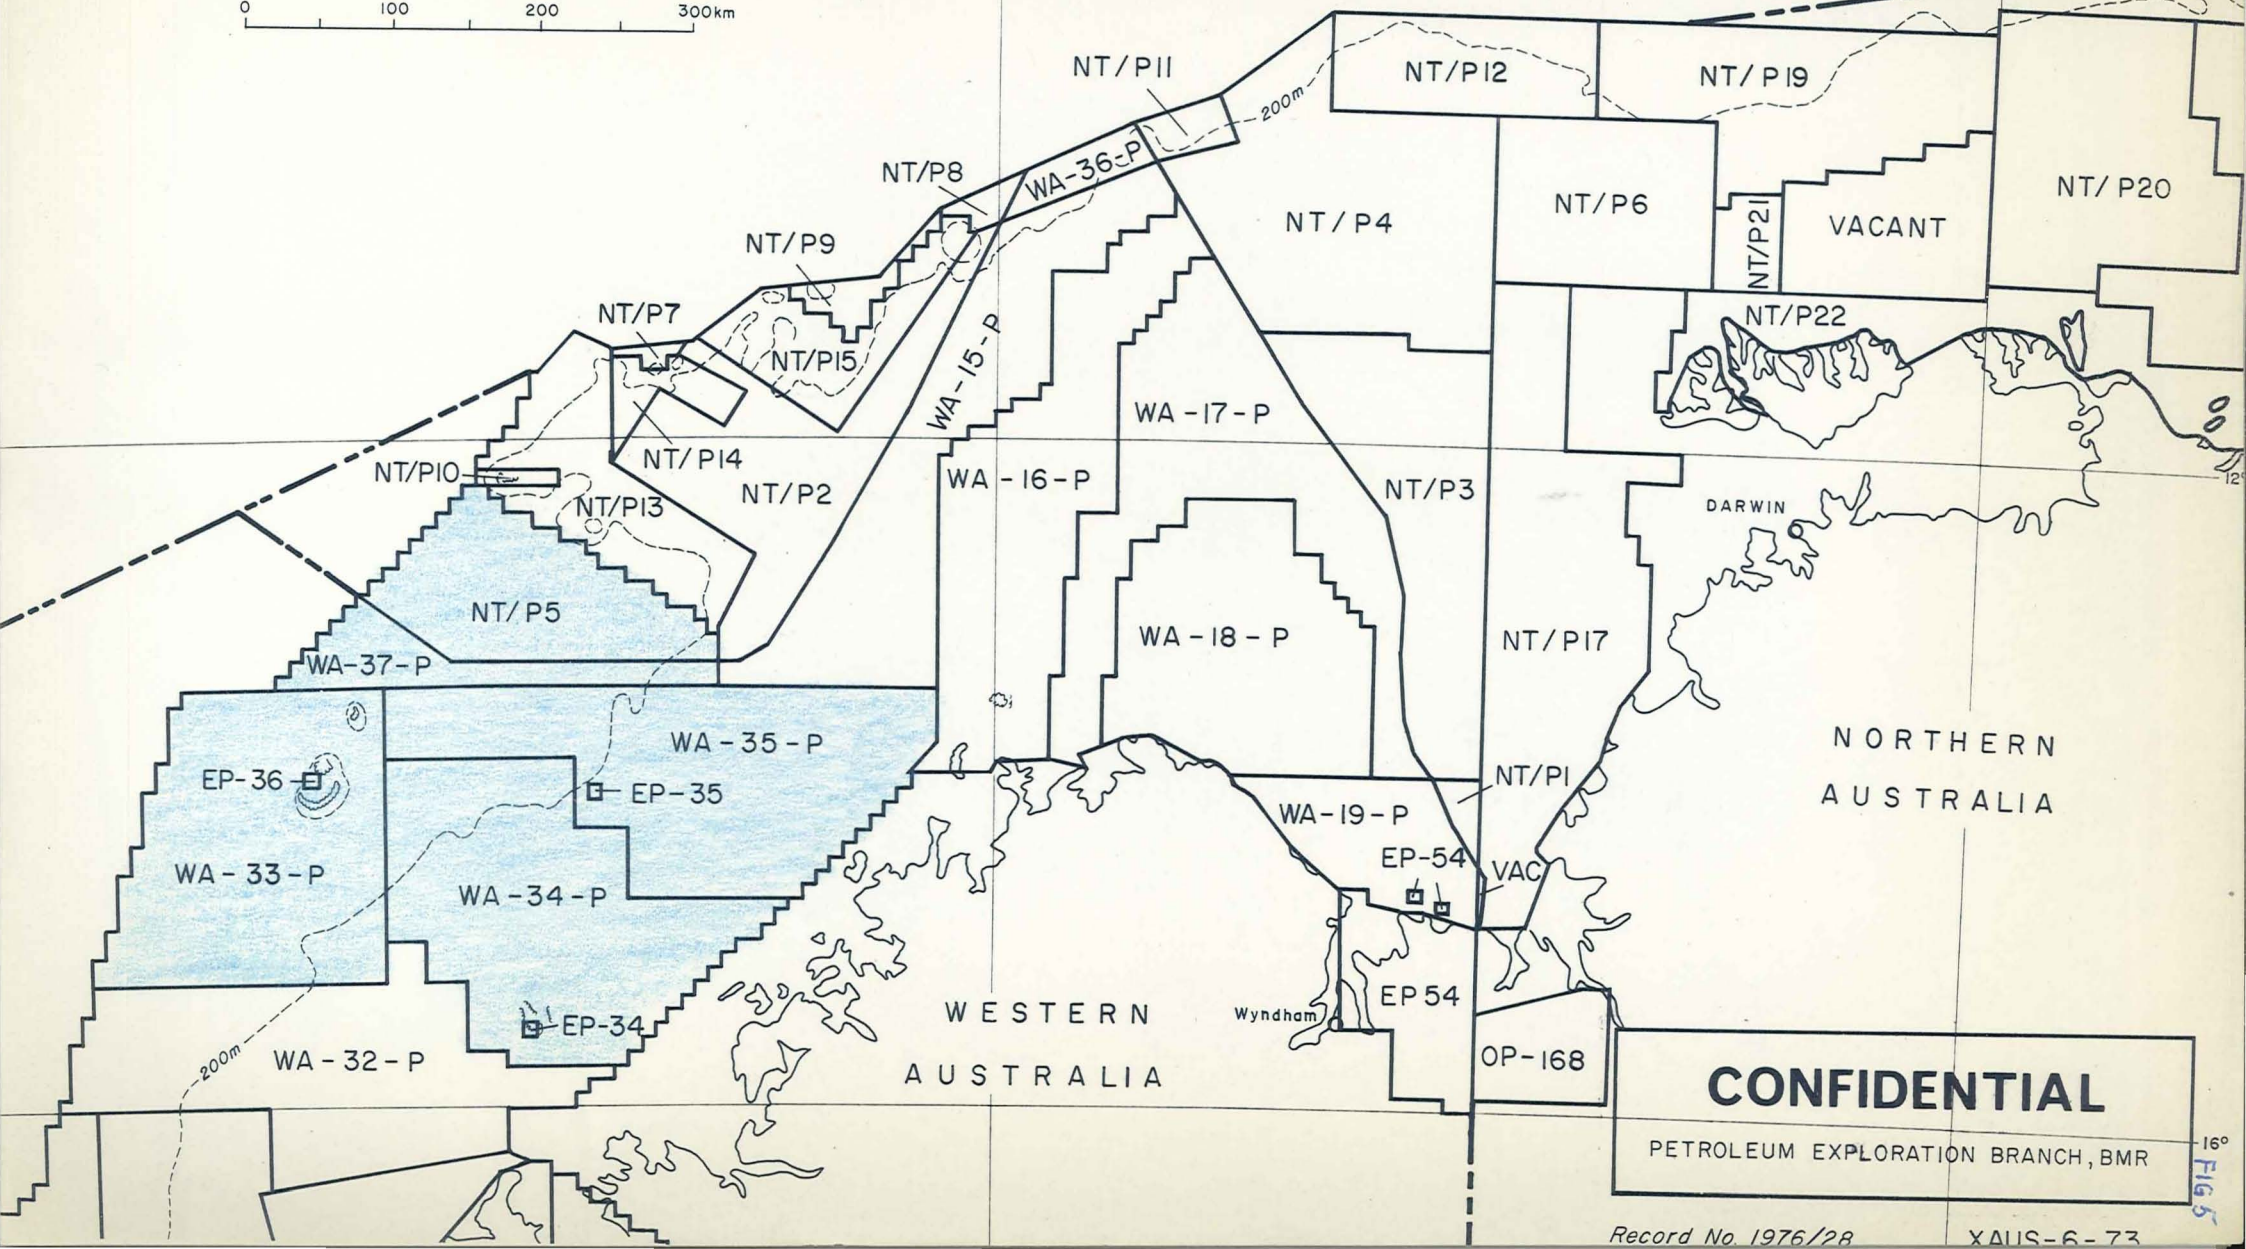 0 100 200 300km
NT/P11
NT/P12
NT/P19
200m
NT/P8
WA-36-P
NT/P20
NT/P9
NT/P4
NT/P6
NT/P21
VACANT
NT/P7
NT/P22
NT/P15
WA-15-P
WA-17-P
NT/P14
NT/P10
NT/P2
WA-16-P
NT/P3
12°
NT/P13
DARWIN
NT/P5
WA-18-P
NT/P17
WA-37-P
WA-35-P
NORTHERN
AUSTRALIA
EP-36
EP-35
NT/P1
WA-19-P
WA-33-P
WA-34-P
EP-54
VAC
EP54
WESTERN
AUSTRALIA
Wyndham
EP-34
WA-32-P
200m
OP-168
CONFIDENTIAL
PETROLEUM EXPLORATION BRANCH, BMR
16°
FIG 5
Record No. 1976/28 XAUS-6-73